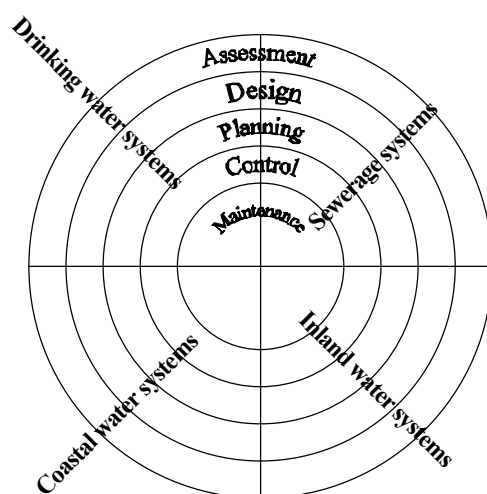 Drinking water systems
Assessment
Design
Planning
Control
Maintenance
Sewerage systems
Coastal water systems
Inland water systems